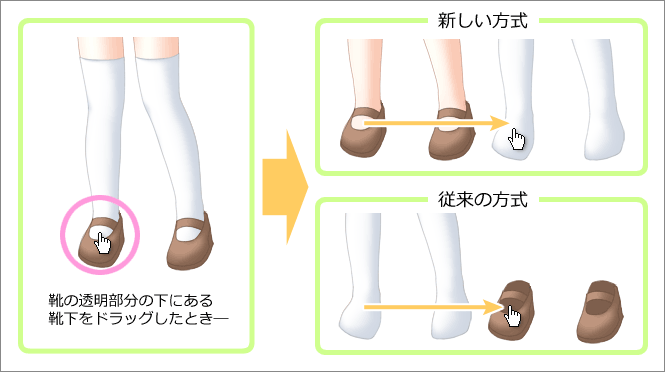 新しい方式
靴の透明部分の下にある
靴下をドラッグしたとき―
従来の方式